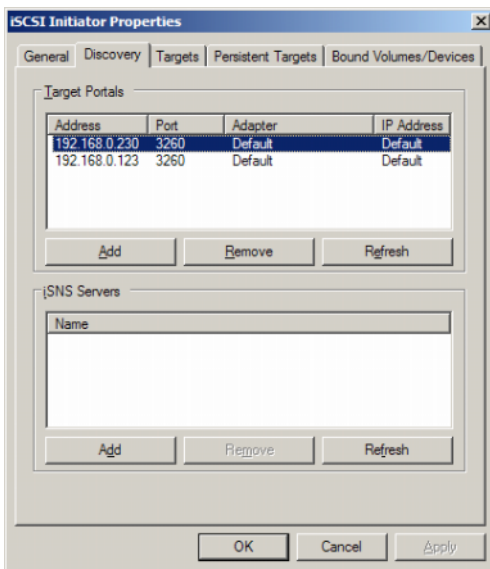 iSCSI Initiator Properties
General Discovery Targets Persistent Targets Bound Volumes/Devices
Target Portals
Address Port Adapter IP Address
192.168.0.230 3260 Default Default
192.168.0.123 3260 Default Default
Add Remove Refresh
iSNS Servers
Name
Add Remove Refresh
OK Cancel Apply